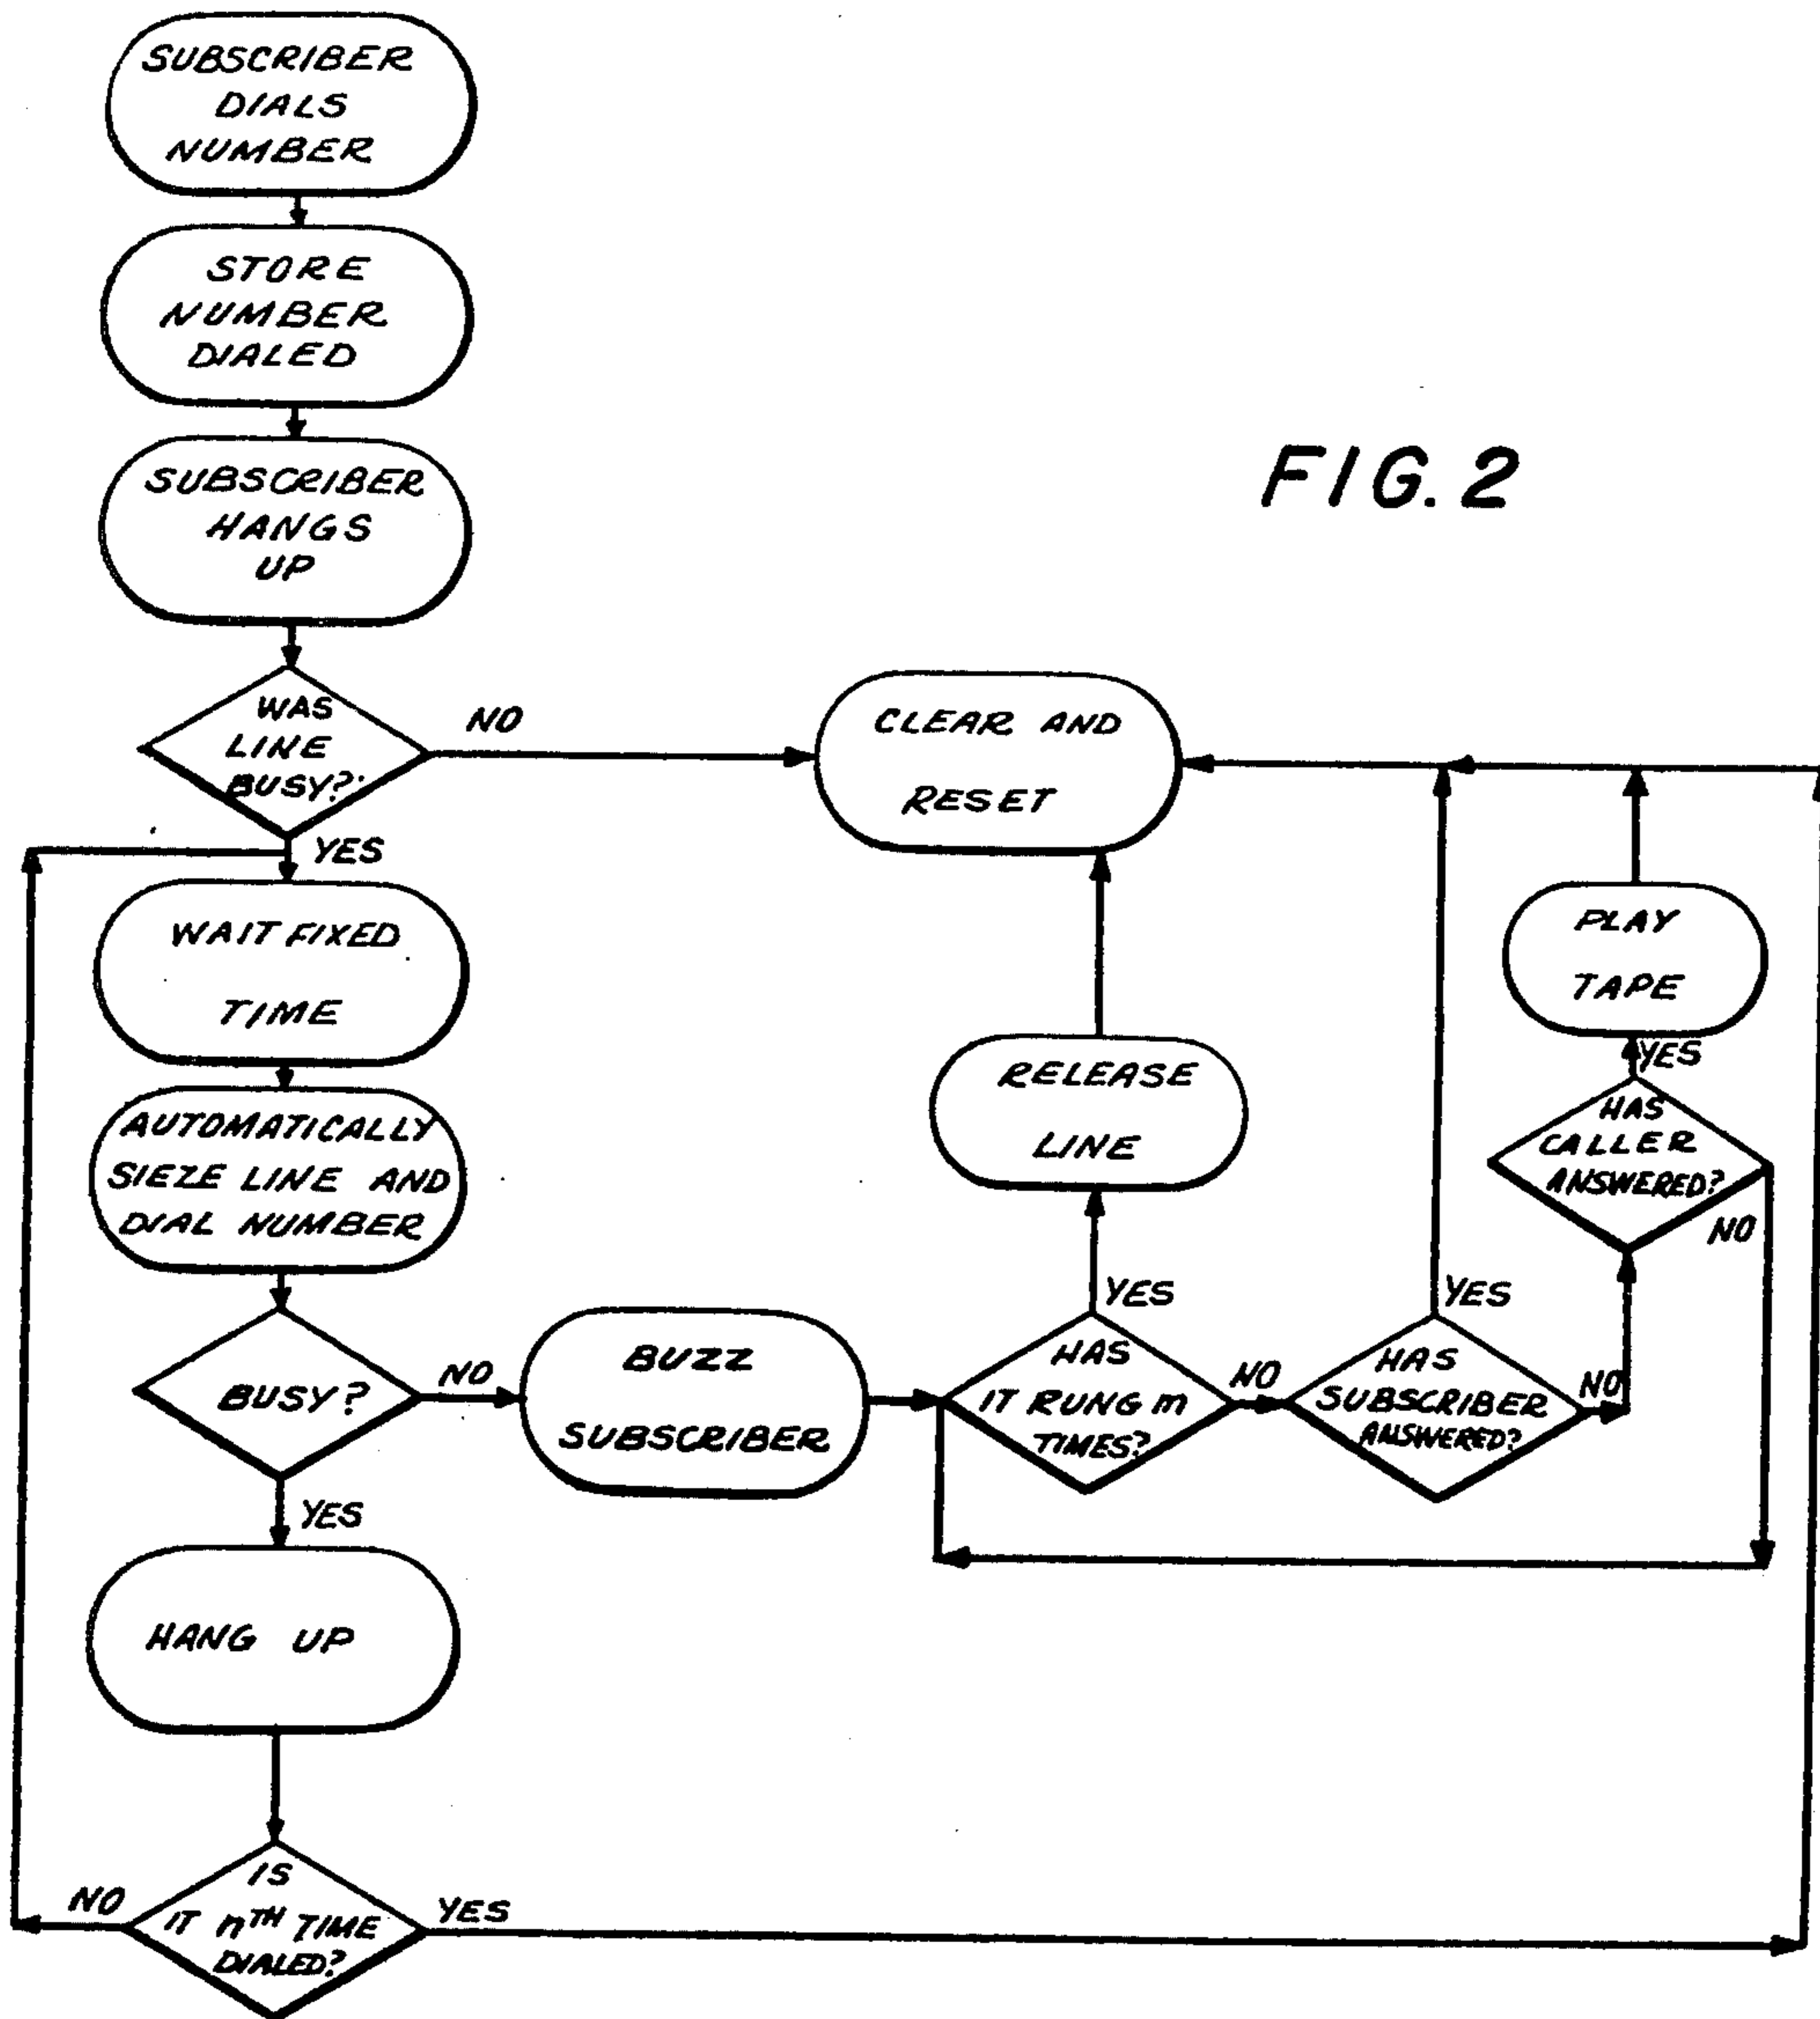 SUBSCRIBER
DIALS
NUMBER
STORE
NUMBER
DIALED
SUBSCRIBER
HANGS
UP
FIG. 2
WAS
LINE
BUSY?
NO
YES
CLEAR AND
RESET
WAIT FIXED
TIME
AUTOMATICALLY
SIEZE LINE AND
DIAL NUMBER
BUSY?
NO
YES
BUZZ
SUBSCRIBER
HAS
IT RUNG m
TIMES?
YES
NO
RELEASE
LINE
HAS
SUBSCRIBER
ANSWERED?
YES
NO
HAS
CALLER
ANSWERED?
YES
NO
PLAY
TAPE
HANG UP
IS
IT nTH TIME
DIALED?
NO
YES